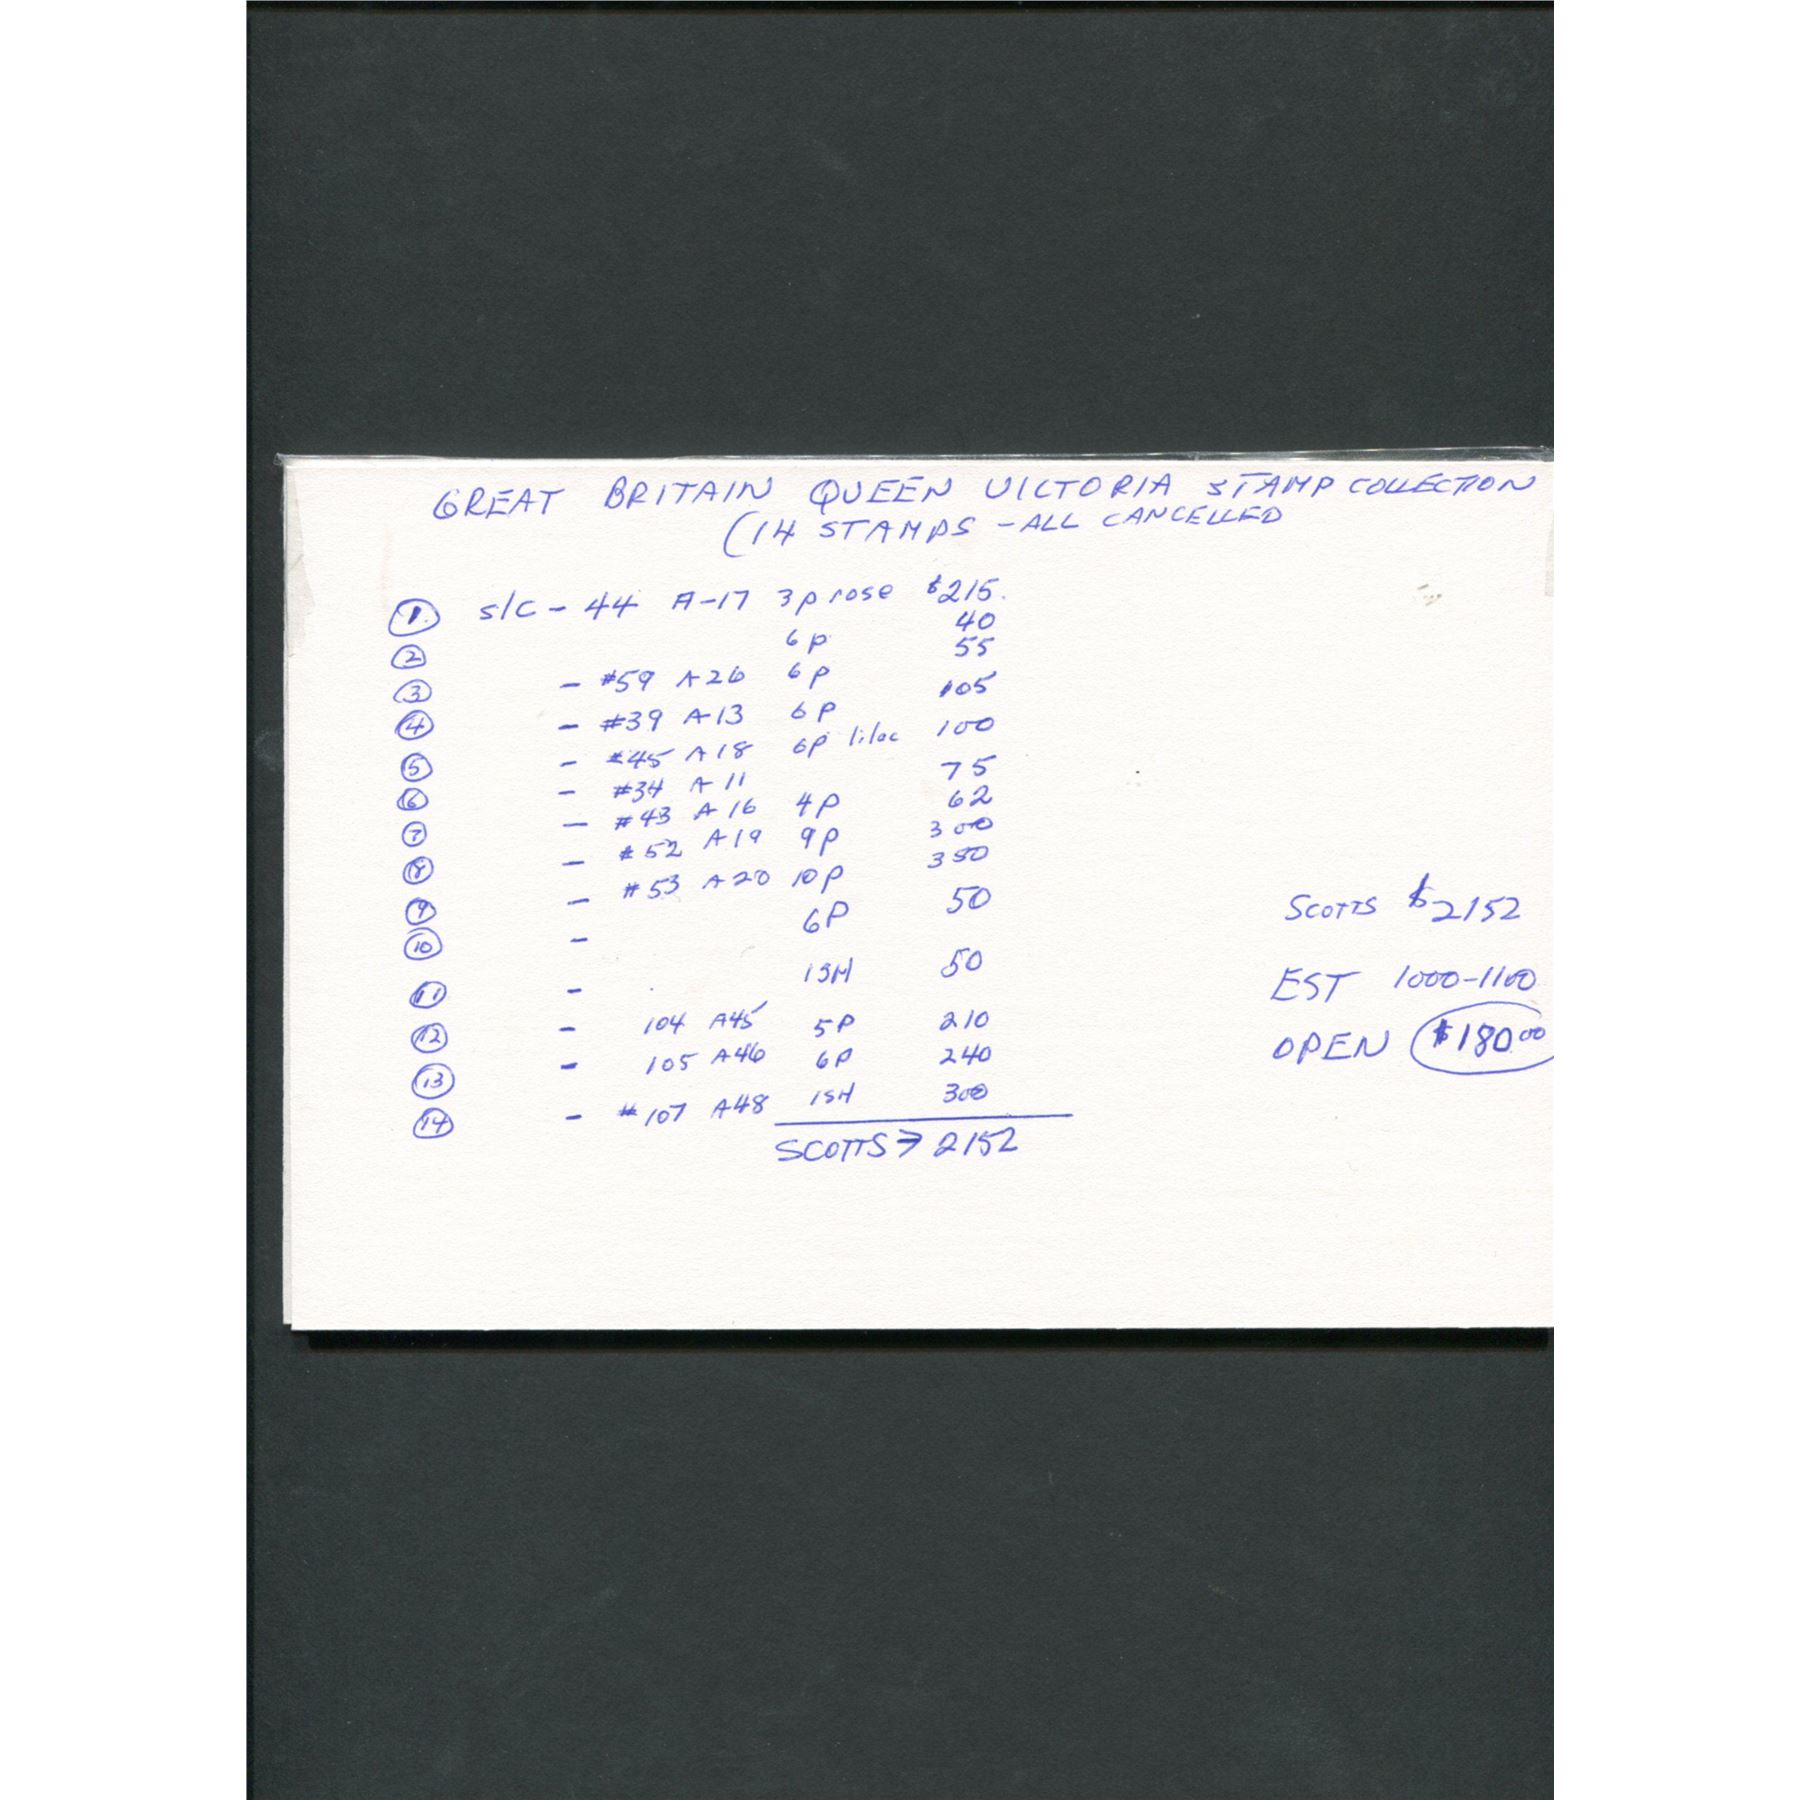 GREAT BRITAIN QUEEN VICTORIA STAMP COLLECTION
(14 STAMPS - ALL CANCELLED
1 S/C - 44 A-17 3p rose $215.
2 6p 40
3 - #59 A26 6p 55
4 - #39 A13 6p 105
5 - #45 A18 6p lilac 100
6 - #34 A11 75
7 - #43 A16 4p 62
8 - #52 A19 9p 300
9 - #53 A20 10p 350
10 - 6P 50
11 - 1SH 50
12 - 104 A45 5P 210
13 - 105 A46 6P 240
14 - #107 A48 1SH 300
SCOTTS → 2152
SCOTTS $2152
EST 1000-1100
OPEN $180.00